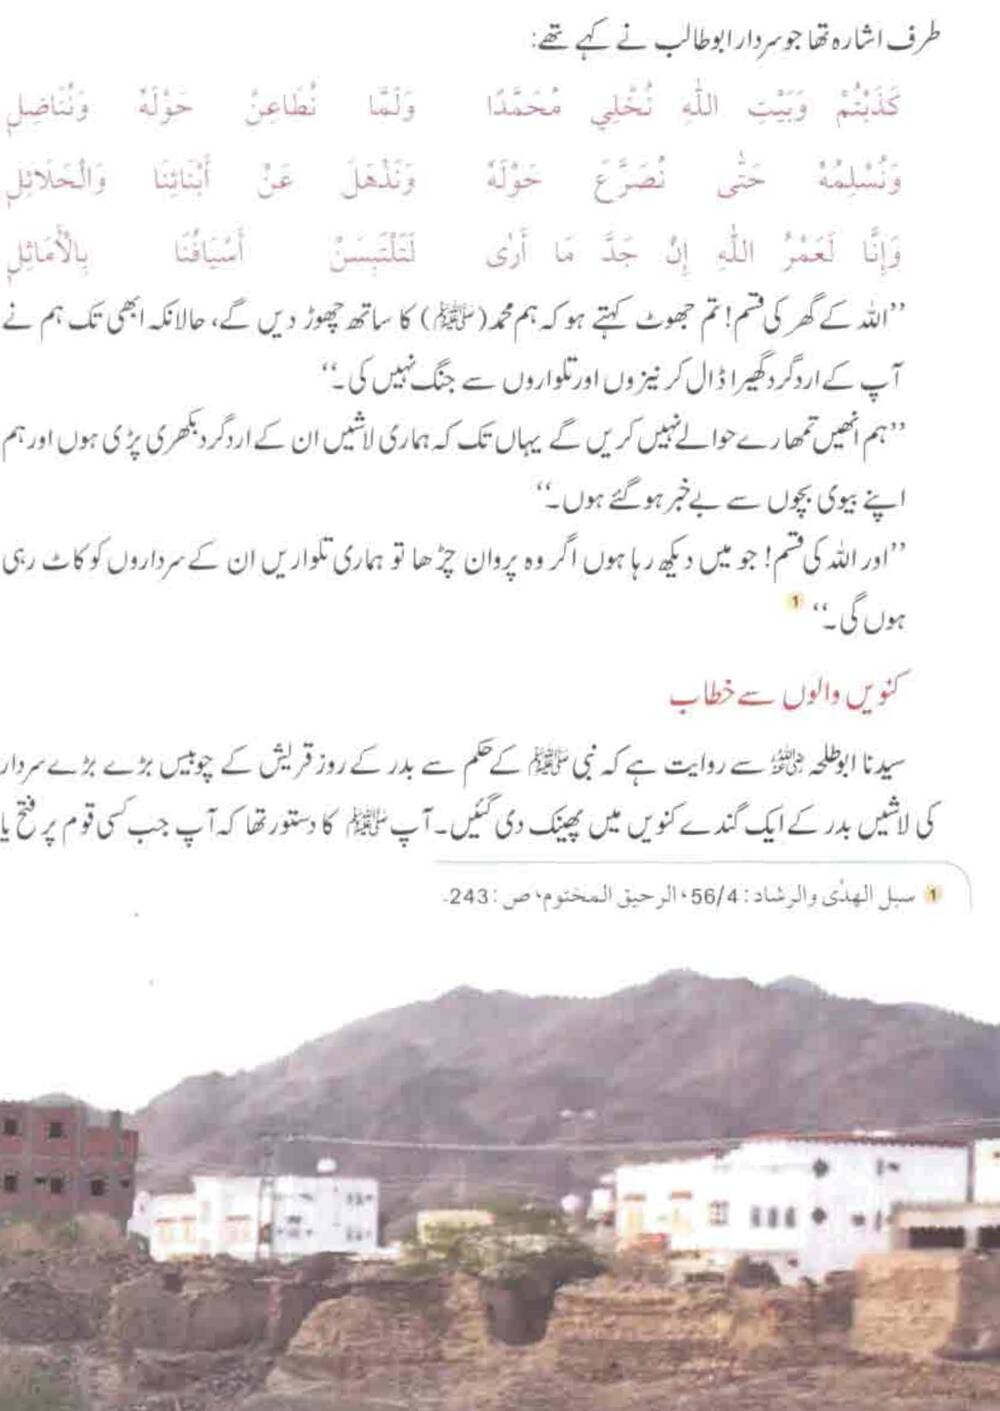 طرف اشارہ تھا جو سردار ابوطالب نے کہے تھے:
كَذَبْتُمْ وَبَيْتِ اللّٰهِ نُخْلِي مُحَمَّدًا وَلَمَّا نُطَاعِنْ حَوْلَهُ وَنُنَاضِلِ
وَنُسْلِمُهُ حَتّٰى نُصَرَّعَ حَوْلَهُ وَنَذْهَلَ عَنْ أَبْنَائِنَا وَالْحَلَائِلِ
وَإِنَّا لَعَمْرُ اللّٰهِ إِنْ جَدَّ مَا أَرٰى لَتَلْتَبِسَنْ أَسْيَافُنَا بِالْأَمَاثِلِ
’’اللہ کے گھر کی قسم! تم جھوٹ کہتے ہو کہ ہم محمد (ﷺ) کا ساتھ چھوڑ دیں گے، حالانکہ ابھی تک ہم نے
آپ کے اردگرد گھیرا ڈال کر نیزوں اور تلواروں سے جنگ نہیں کی۔‘‘
’’ہم انھیں تمھارے حوالے نہیں کریں گے یہاں تک کہ ہماری لاشیں ان کے اردگرد بکھری پڑی ہوں اور ہم
اپنے بیوی بچوں سے بے خبر ہو گئے ہوں۔‘‘
’’اور اللہ کی قسم! جو میں دیکھ رہا ہوں اگر وہ پروان چڑھا تو ہماری تلواریں ان کے سرداروں کو کاٹ رہی
ہوں گی۔‘‘ 1
کنویں والوں سے خطاب
سیدنا ابوطلحہ رضی اللہ عنہ سے روایت ہے کہ نبی ﷺ کے حکم سے بدر کے روز قریش کے چوبیس بڑے بڑے سردار
کی لاشیں بدر کے ایک گندے کنویں میں پھینک دی گئیں۔ آپ ﷺ کا دستور تھا کہ آپ جب کسی قوم پر فتح یا
1 سبل الهدٰى والرشاد: 56/4، الرحيق المختوم، ص: 243۔